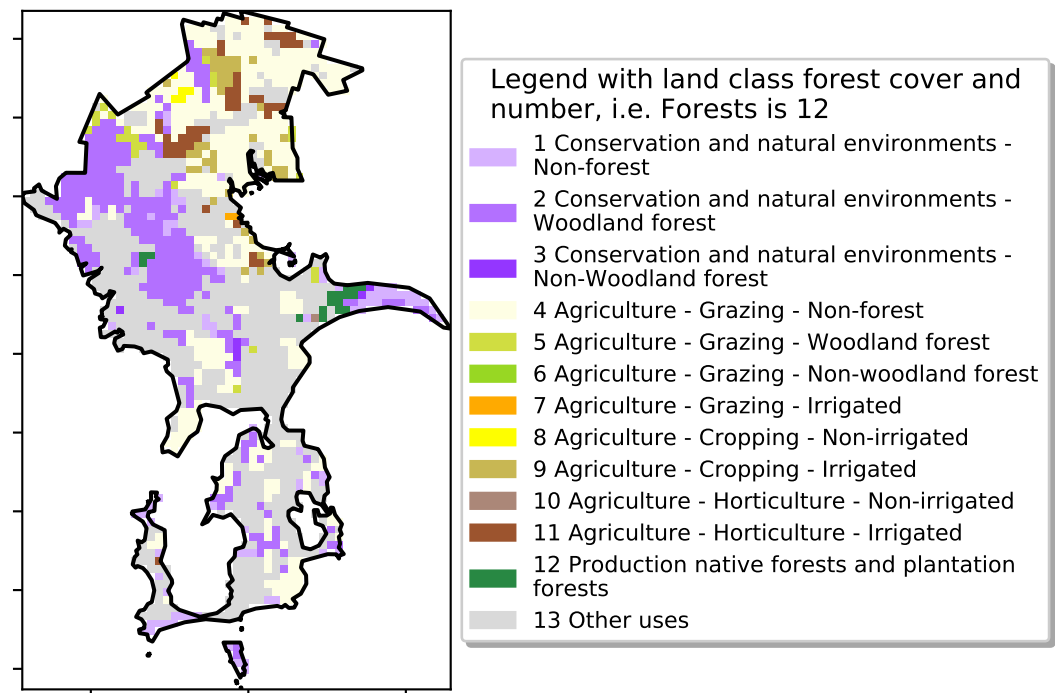 Legend with land class forest cover and
number, i.e. Forests is 12
1 Conservation and natural environments -
Non-forest
2 Conservation and natural environments -
Woodland forest
3 Conservation and natural environments -
Non-Woodland forest
4 Agriculture - Grazing - Non-forest
5 Agriculture - Grazing - Woodland forest
6 Agriculture - Grazing - Non-woodland forest
7 Agriculture - Grazing - Irrigated
8 Agriculture - Cropping - Non-irrigated
9 Agriculture - Cropping - Irrigated
10 Agriculture - Horticulture - Non-irrigated
11 Agriculture - Horticulture - Irrigated
12 Production native forests and plantation
forests
13 Other uses